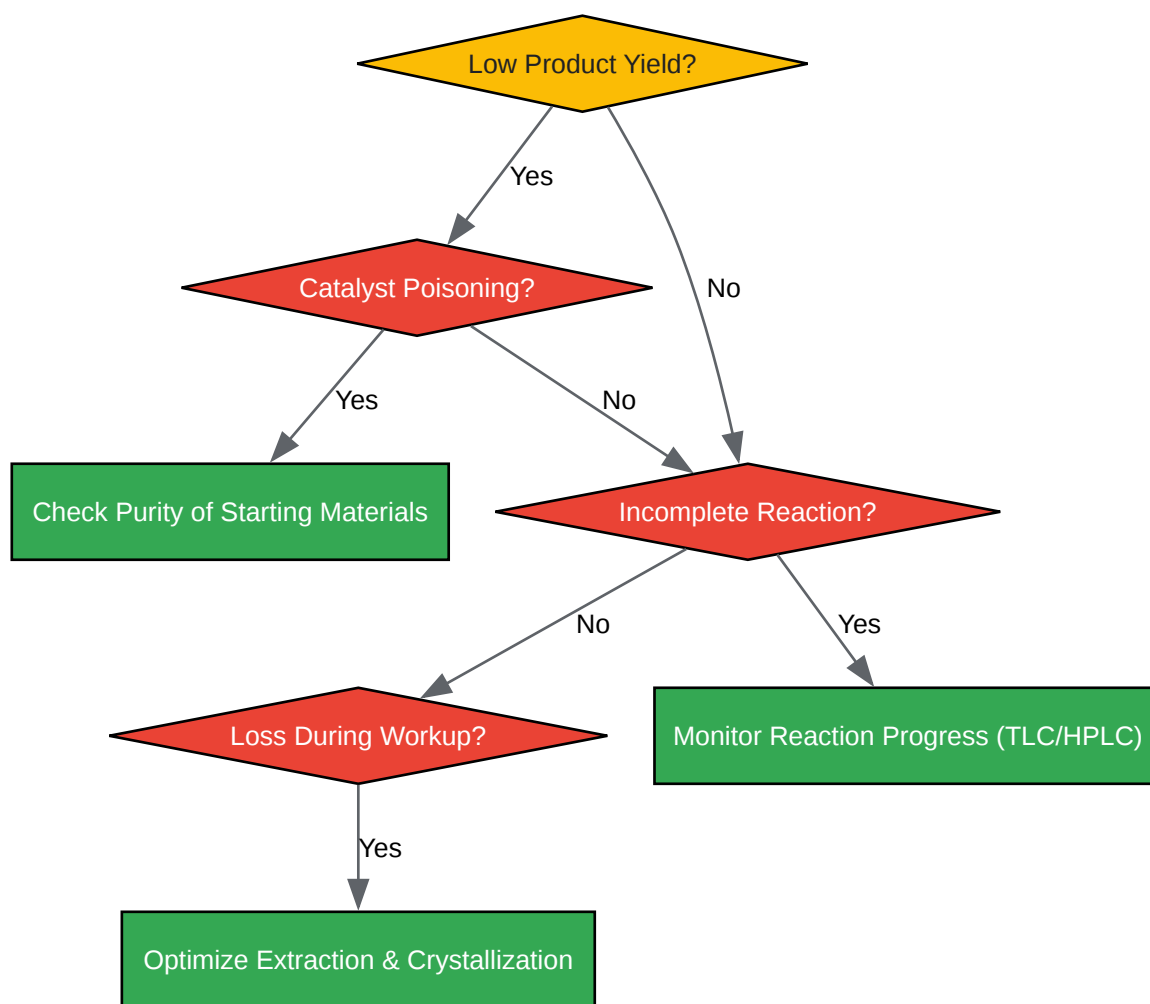 Low Product Yield?
Yes
Catalyst Poisoning?
No
Yes
No
Check Purity of Starting Materials
Incomplete Reaction?
No
Yes
Loss During Workup?
Monitor Reaction Progress (TLC/HPLC)
Yes
Optimize Extraction & Crystallization